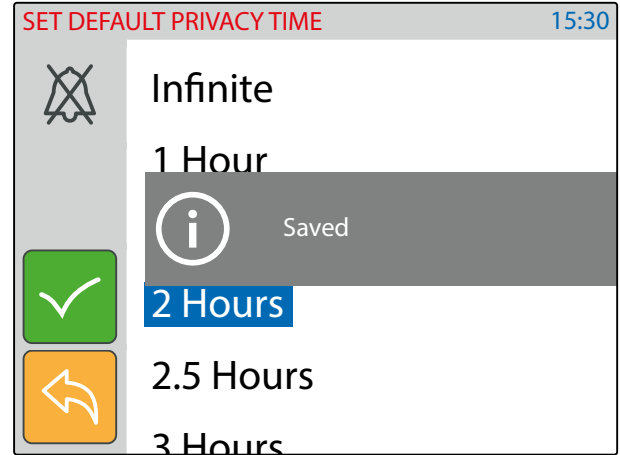 SET DEFAULT PRIVACY TIME 15:30
Infinite
1 Hour
Saved
2 Hours
2.5 Hours
3 Hours